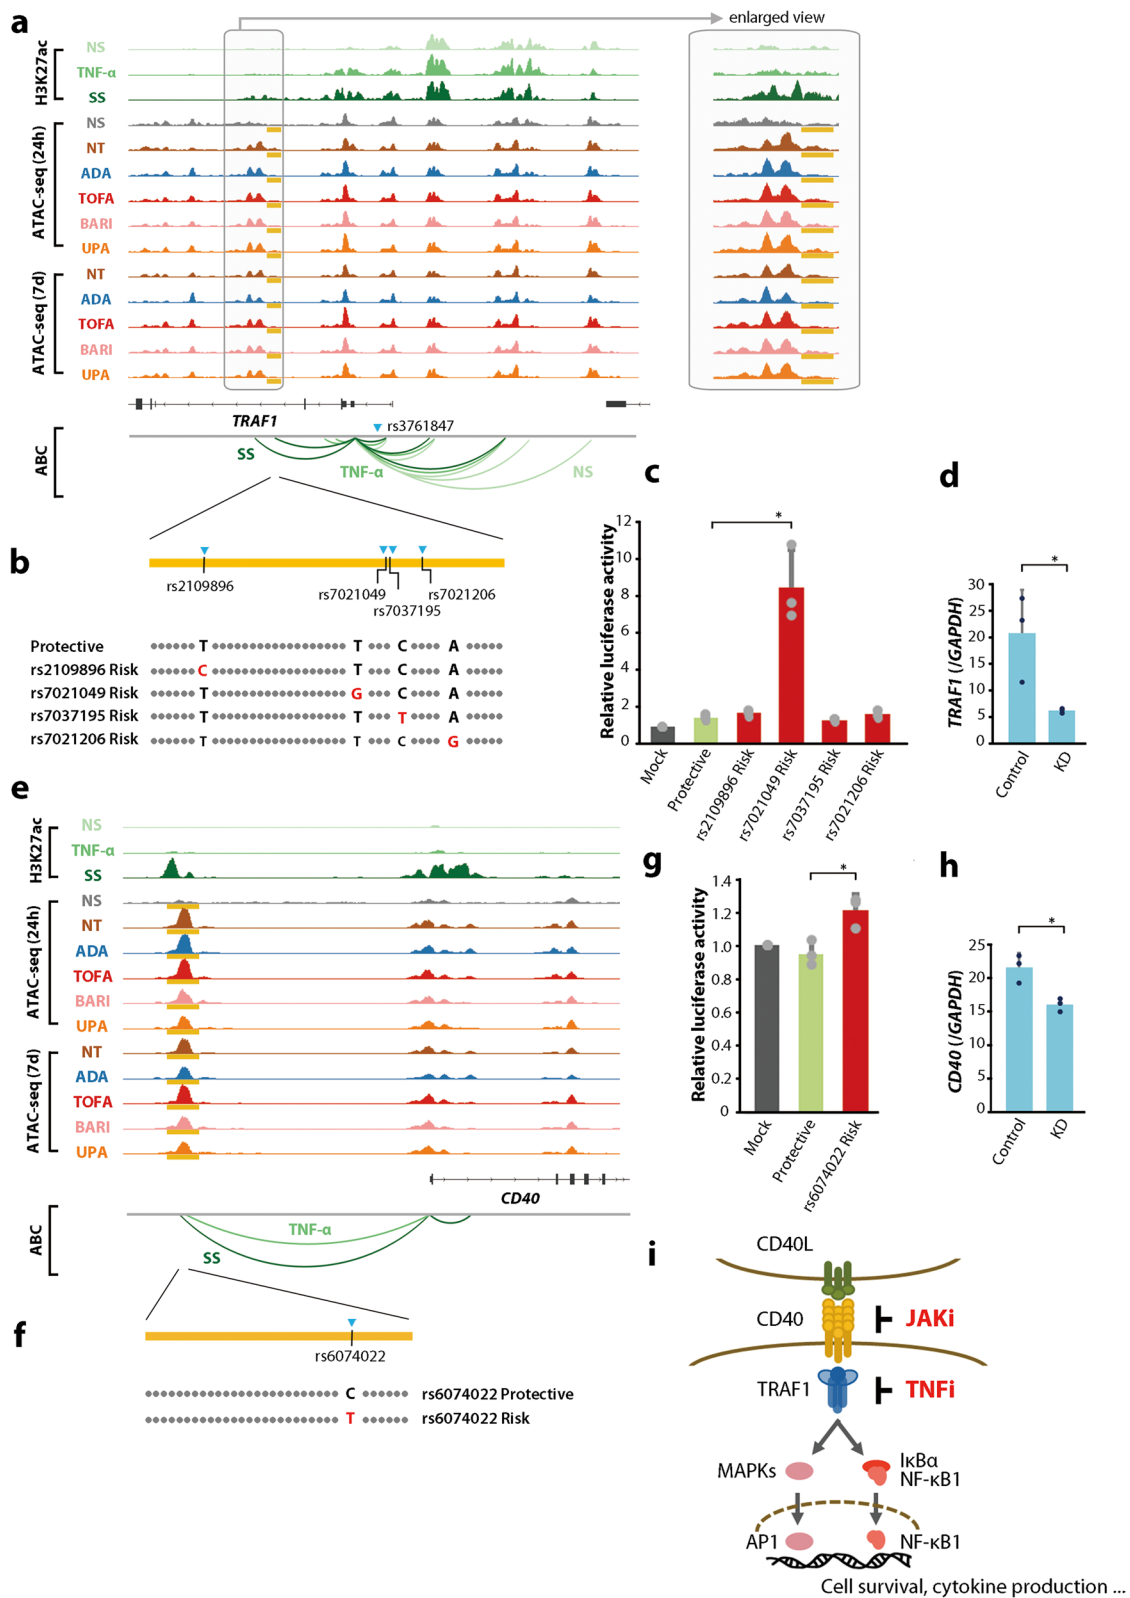 a
enlarged view
H3K27ac
NS
TNF-α
SS
ATAC-seq (24h)
NS
NT
ADA
TOFA
BARI
UPA
ATAC-seq (7d)
NT
ADA
TOFA
BARI
UPA
TRAF1
rs3761847
ABC
SS
TNF-α
NS
b
rs2109896
rs7021049
rs7037195
rs7021206
Protective T T C A
rs2109896 Risk C T C A
rs7021049 Risk T G C A
rs7037195 Risk T T T A
rs7021206 Risk T T C G
c
Relative luciferase activity
12
10
8
6
4
2
0
*
Mock
Protective
rs2109896 Risk
rs7021049 Risk
rs7037195 Risk
rs7021206 Risk
d
TRAF1 (/GAPDH)
30
25
20
15
10
5
0
*
Control
KD
e
H3K27ac
NS
TNF-α
SS
ATAC-seq (24h)
NS
NT
ADA
TOFA
BARI
UPA
ATAC-seq (7d)
NT
ADA
TOFA
BARI
UPA
CD40
ABC
TNF-α
SS
f
rs6074022
C rs6074022 Protective
T rs6074022 Risk
g
Relative luciferase activity
1.4
1.2
1.0
0.8
0.6
0.4
0.2
0
*
Mock
Protective
rs6074022 Risk
h
CD40 (/GAPDH)
25
20
15
10
5
0
*
Control
KD
i
CD40L
CD40
JAKi
TRAF1
TNFi
MAPKs
IκBα
NF-κB1
AP1
NF-κB1
Cell survival, cytokine production ...